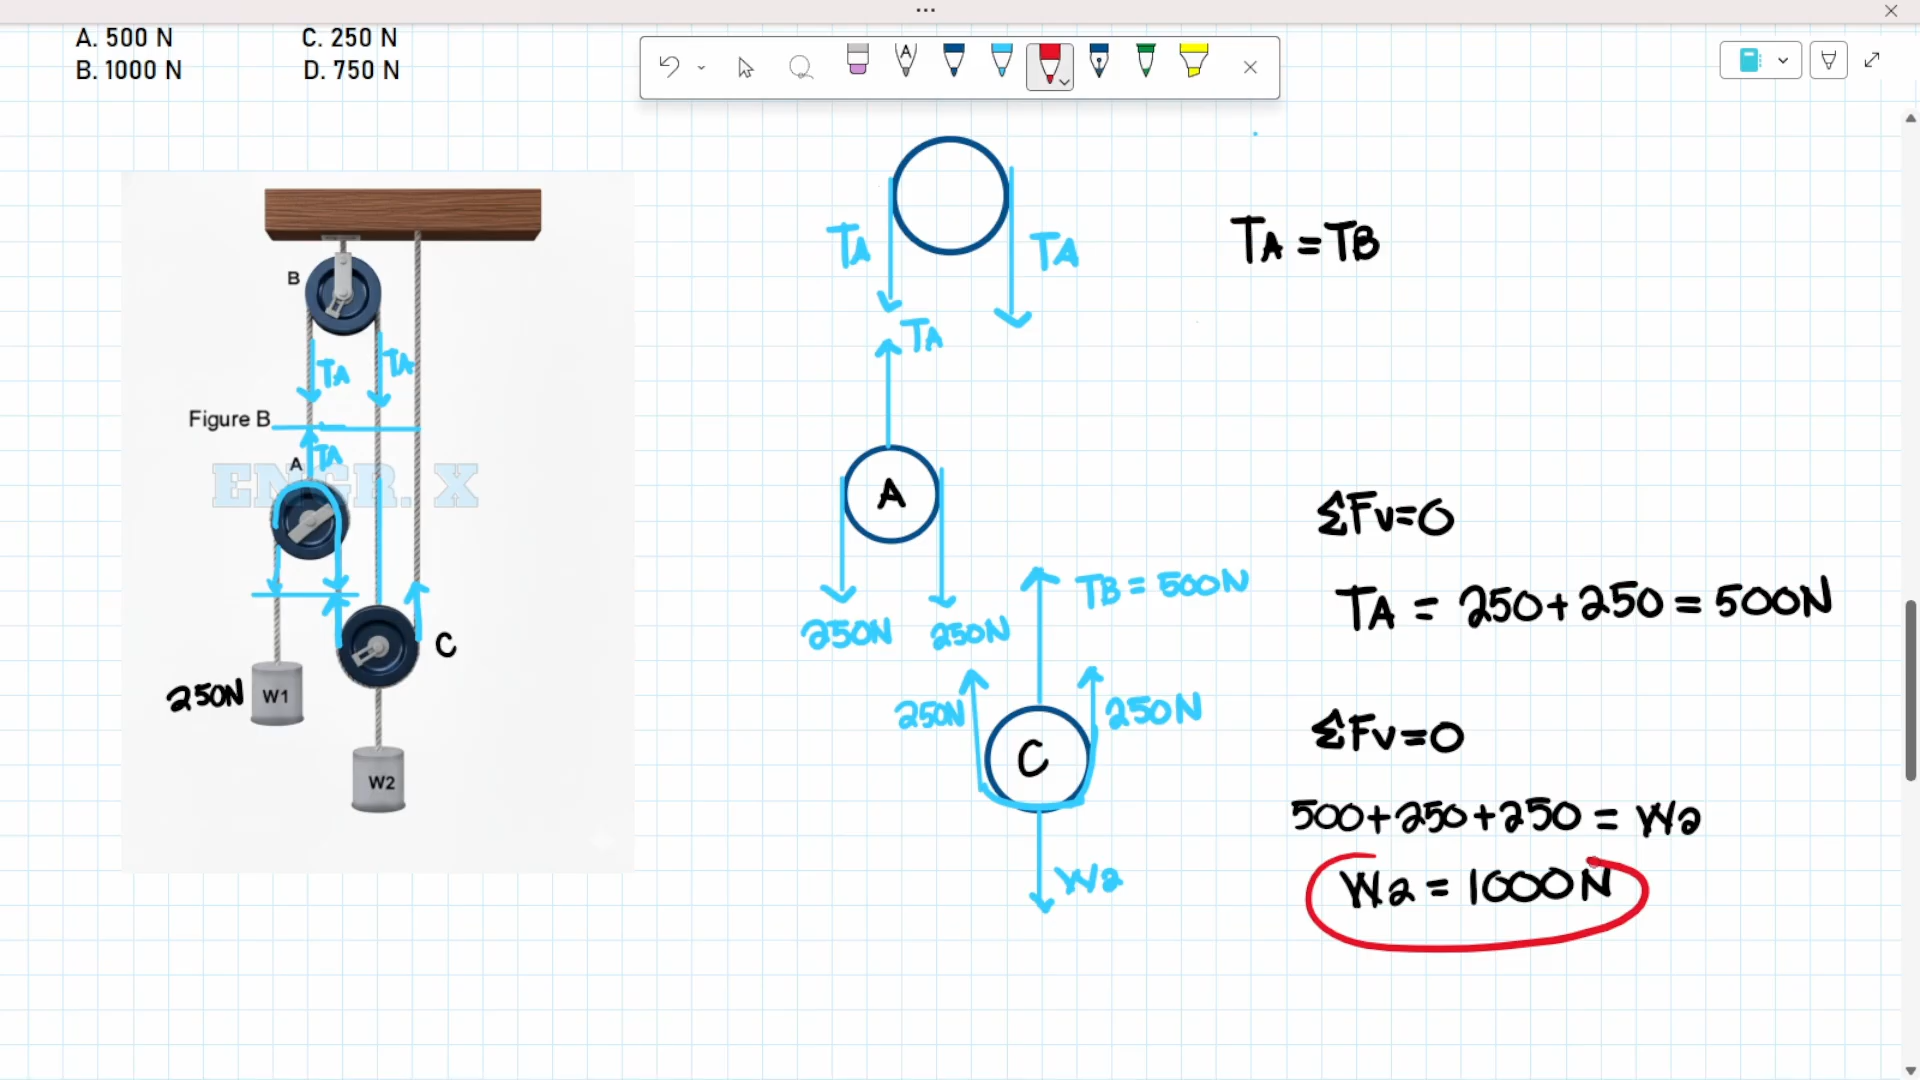 A. 500 N
C. 250 N
B. 1000 N
D. 750 N
A
TA
TA
TA = TB
TA
B
TA
TA
Figure B
TA
A
ENGR. X
A
ΣFv=0
TB = 500N
TA = 250+250 = 500N
250N
250N
C
250N
W1
250N
250N
ΣFv=0
C
W2
500+250+250 = W2
W2
W2 = 1000N